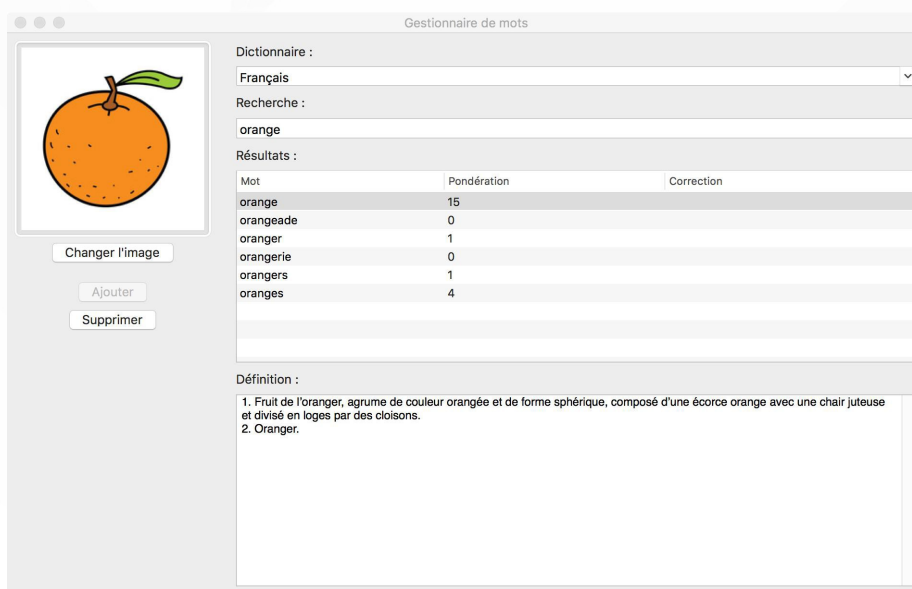 Gestionnaire de mots
Changer l'image
Ajouter
Supprimer
Dictionnaire :
Français
Recherche :
orange
Résultats :
Mot Pondération Correction
orange 15
orangeade 0
oranger 1
orangerie 0
orangers 1
oranges 4
Définition :
1. Fruit de l'oranger, agrume de couleur orangée et de forme sphérique, composé d'une écorce orange avec une chair juteuse
et divisé en loges par des cloisons.
2. Oranger.